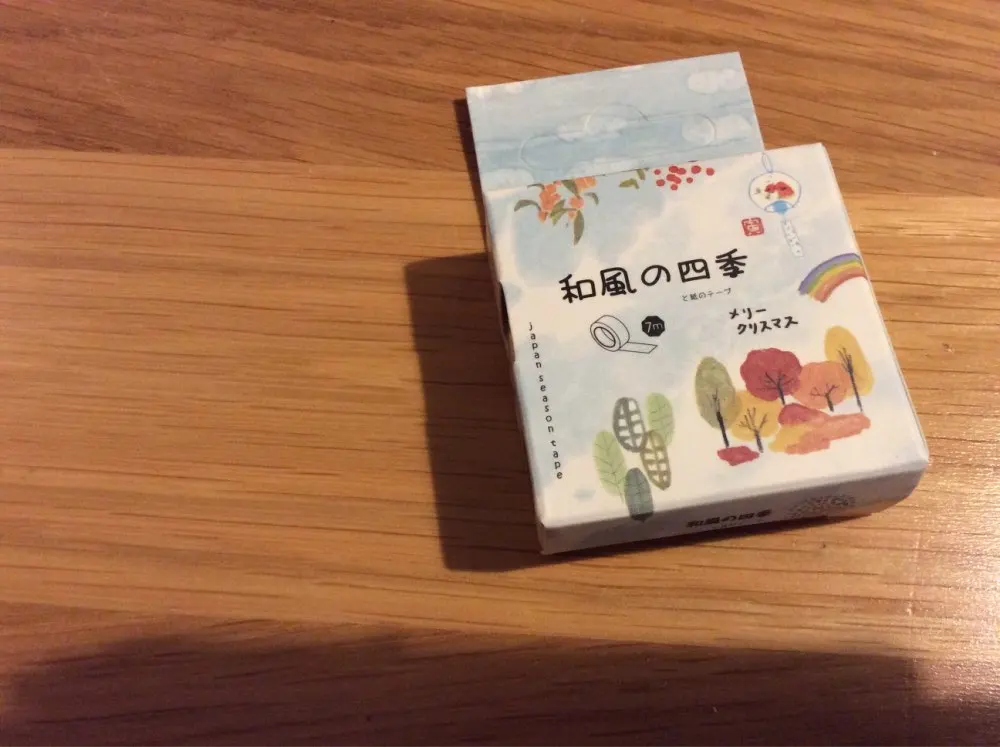 和風の四季
と紙のテープ
7m
メリー
クリスマス
japan season tape
和風の四季